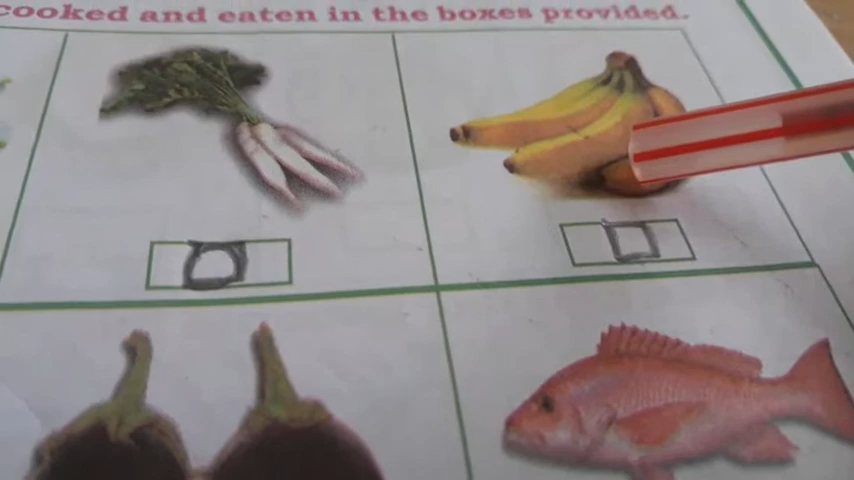 cooked and eaten in the boxes provided.